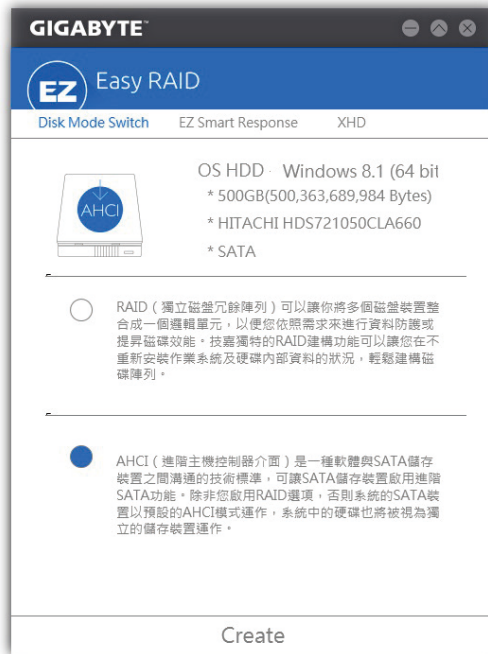 GIGABYTE™
EZ Easy RAID
Disk Mode Switch EZ Smart Response XHD
OS HDD - Windows 8.1 (64 bit
* 500GB(500,363,689,984 Bytes)
AHCI
* HITACHI HDS721050CLA660
* SATA
RAID(獨立磁盤冗餘陣列)可以讓你將多個磁盤裝置整
合成一個邏輯單元,以便您依照需求來進行資料防護或
提昇磁碟效能。技嘉獨特的RAID建構功能可以讓您在不
重新安裝作業系統及硬碟內部資料的狀況,輕鬆建構磁
碟陣列。
AHCI(進階主機控制器介面)是一種軟體與SATA儲存
裝置之間溝通的技術標準,可讓SATA儲存裝置啟用進階
SATA功能。除非您啟用RAID選項,否則系統的SATA裝
置以預設的AHCI模式運作,系統中的硬碟也將被視為獨
立的儲存裝置運作。
Create